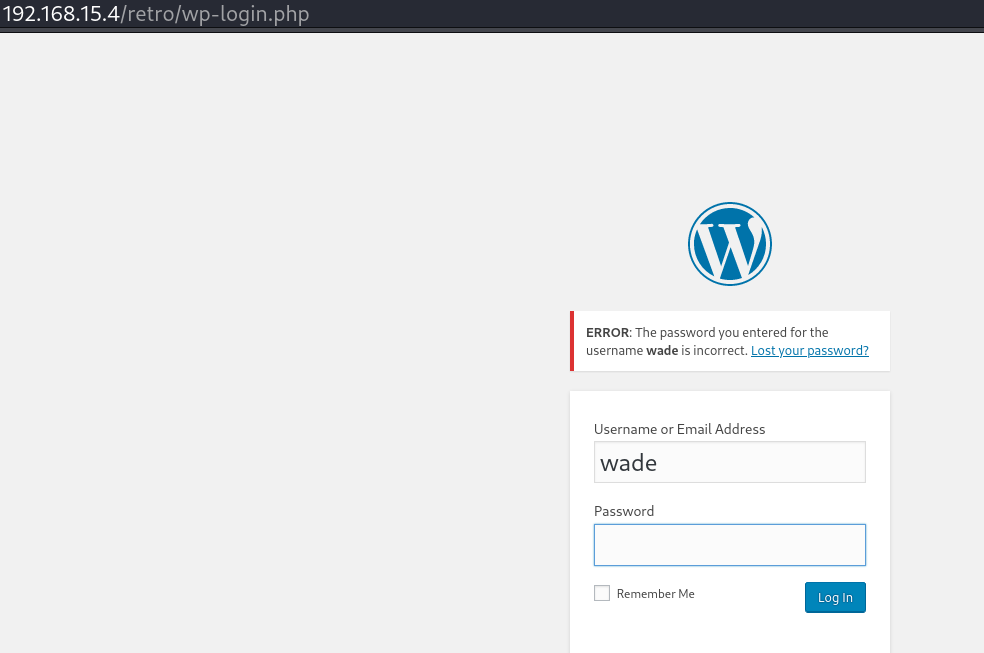 192.168.15.4/retro/wp-login.php
ERROR: The password you entered for the
username wade is incorrect. Lost your password?
Username or Email Address
wade
Password
Remember Me
Log In